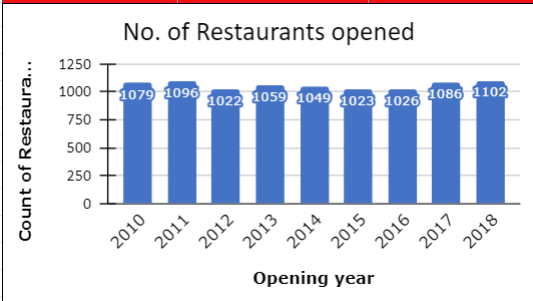 No. of Restaurants opened
Count of Restaura...
1250
1000
750
500
250
0
1079 1096 1022 1059 1049 1023 1026 1086 1102
2010 2011 2012 2013 2014 2015 2016 2017 2018
Opening year